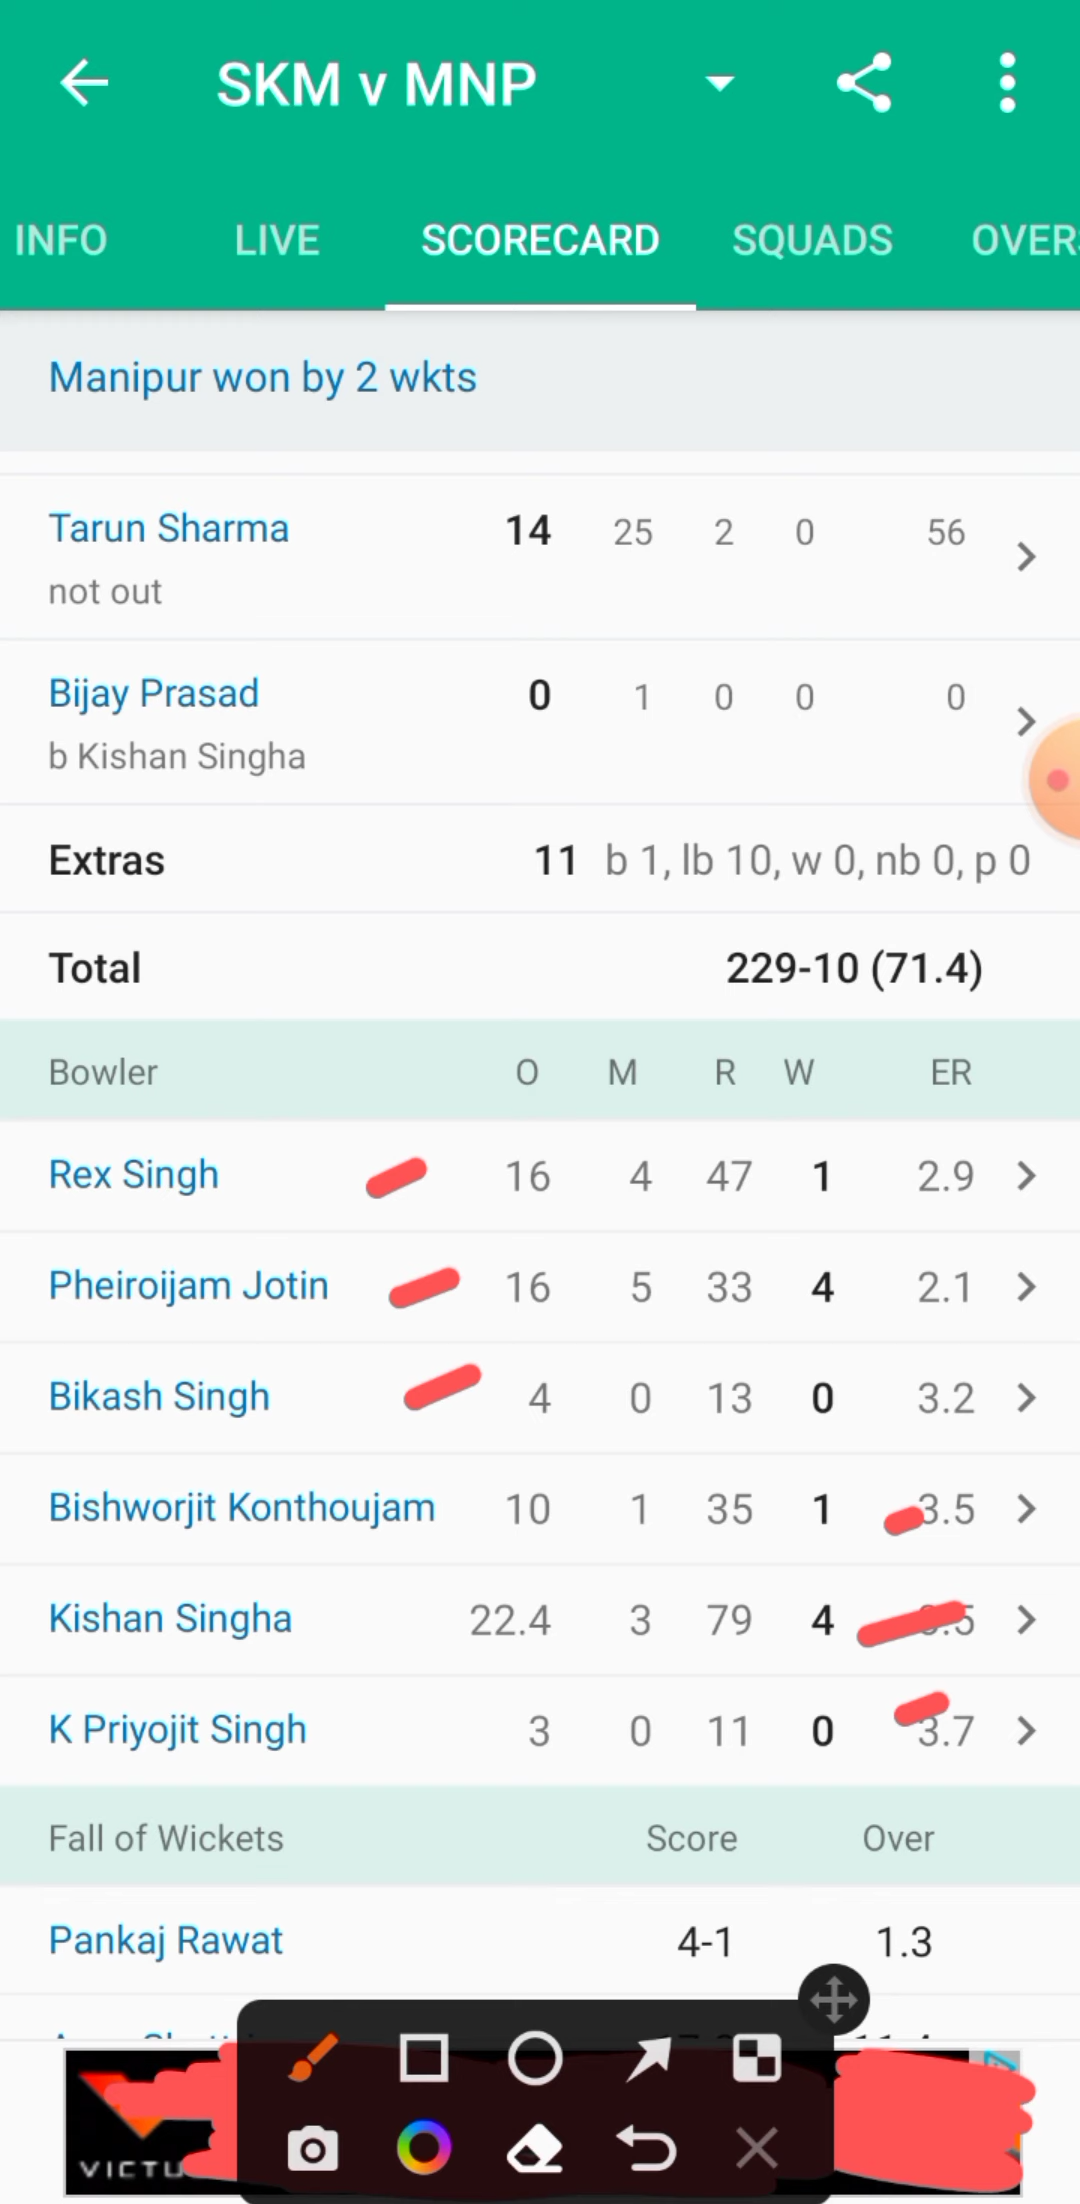 SKM v MNP
INFO LIVE SCORECARD SQUADS OVER
Manipur won by 2 wkts
Tarun Sharma 14 25 2 0 56
not out
Bijay Prasad 0 1 0 0 0
b Kishan Singha
Extras 11 b 1, lb 10, w 0, nb 0, p 0
Total 229-10 (71.4)
Bowler O M R W ER
Rex Singh 16 4 47 1 2.9
Pheiroijam Jotin 16 5 33 4 2.1
Bikash Singh 4 0 13 0 3.2
Bishworjit Konthoujam 10 1 35 1 3.5
Kishan Singha 22.4 3 79 4
K Priyojit Singh 3 0 11 0 3.7
Fall of Wickets Score Over
Pankaj Rawat 4-1 1.3
VICTU